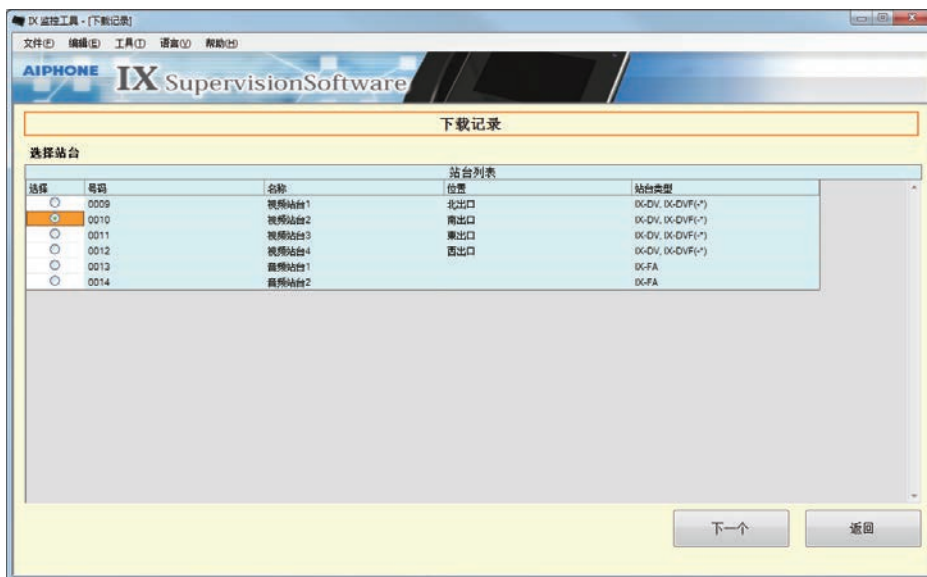 IX 监控工具 - [下载记录]
文件(F) 编辑(E) 工具(T) 语言(V) 帮助(H)
AIPHONE IX SupervisionSoftware
下载记录
选择站台
站台列表
选择 号码 名称 位置 站台类型
0009 视频站台1 北出口 IX-DV, IX-DVF(-*)
0010 视频站台2 南出口 IX-DV, IX-DVF(-*)
0011 视频站台3 東出口 IX-DV, IX-DVF(-*)
0012 视频站台4 西出口 IX-DV, IX-DVF(-*)
0013 音频站台1 IX-FA
0014 音频站台2 IX-FA
下一个 返回